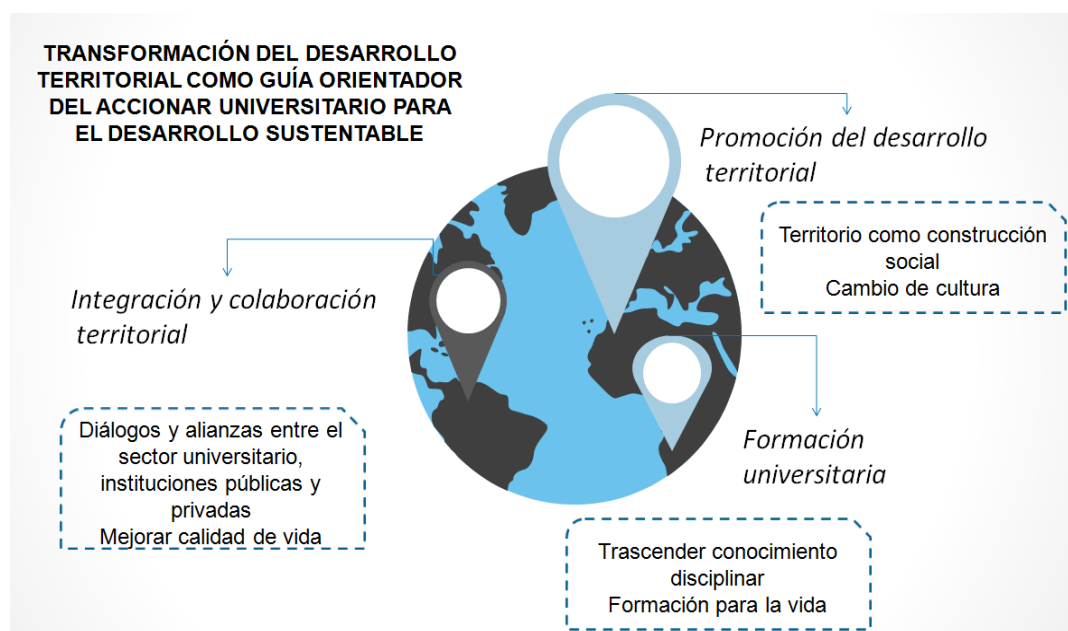 TRANSFORMACIÓN DEL DESARROLLO
TERRITORIAL COMO GUÍA ORIENTADOR
DEL ACCIONAR UNIVERSITARIO PARA
EL DESARROLLO SUSTENTABLE
Promoción del desarrollo
territorial
Territorio como construcción
social
Cambio de cultura
Integración y colaboración
territorial
Diálogos y alianzas entre el
sector universitario,
instituciones públicas y
privadas
Mejorar calidad de vida
Formación
universitaria
Trascender conocimiento
disciplinar
Formación para la vida